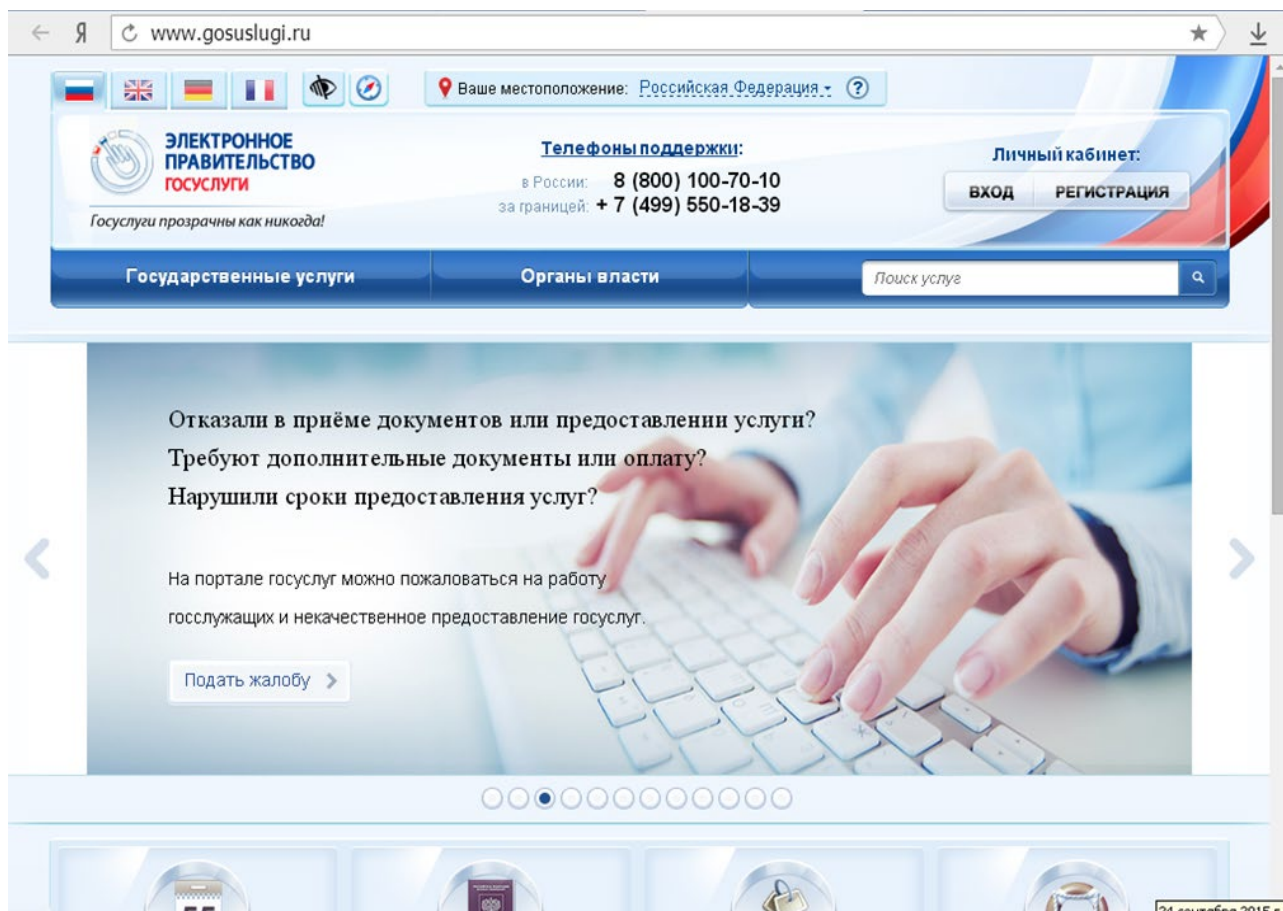 Я www.gosuslugi.ru
Ваше местоположение: Российская Федерация ?
ЭЛЕКТРОННОЕ
ПРАВИТЕЛЬСТВО
ГОСУСЛУГИ
Госуслуги прозрачны как никогда!
Телефоны поддержки:
в России: 8 (800) 100-70-10
за границей: + 7 (499) 550-18-39
Личный кабинет:
ВХОД РЕГИСТРАЦИЯ
Государственные услуги Органы власти Поиск услуг
Отказали в приёме документов или предоставлении услуги?
Требуют дополнительные документы или оплату?
Нарушили сроки предоставления услуг?
На портале госуслуг можно пожаловаться на работу
госслужащих и некачественное предоставление госуслуг.
Подать жалобу
24 сентября 2015 г.